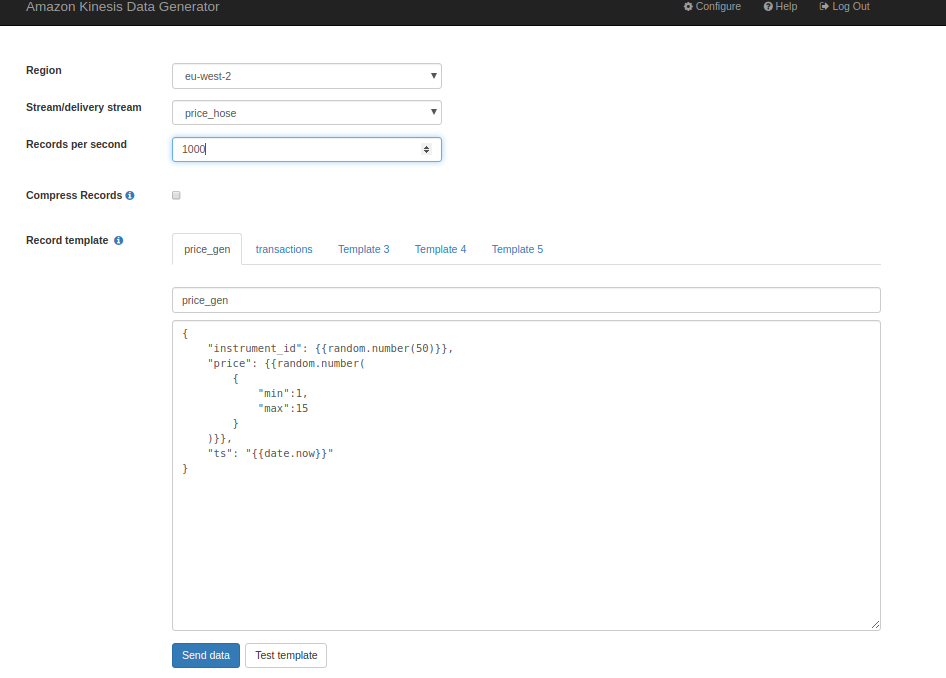 Amazon Kinesis Data Generator
Configure Help Log Out
Region eu-west-2
Stream/delivery stream price_hose
Records per second 1000
Compress Records
Record template price_gen transactions Template 3 Template 4 Template 5
price_gen
{
    "instrument_id": {{random.number(50)}},
    "price": {{random.number(
        {
            "min":1,
            "max":15
        }
    )}},
    "ts": "{{date.now}}"
}
Send data Test template